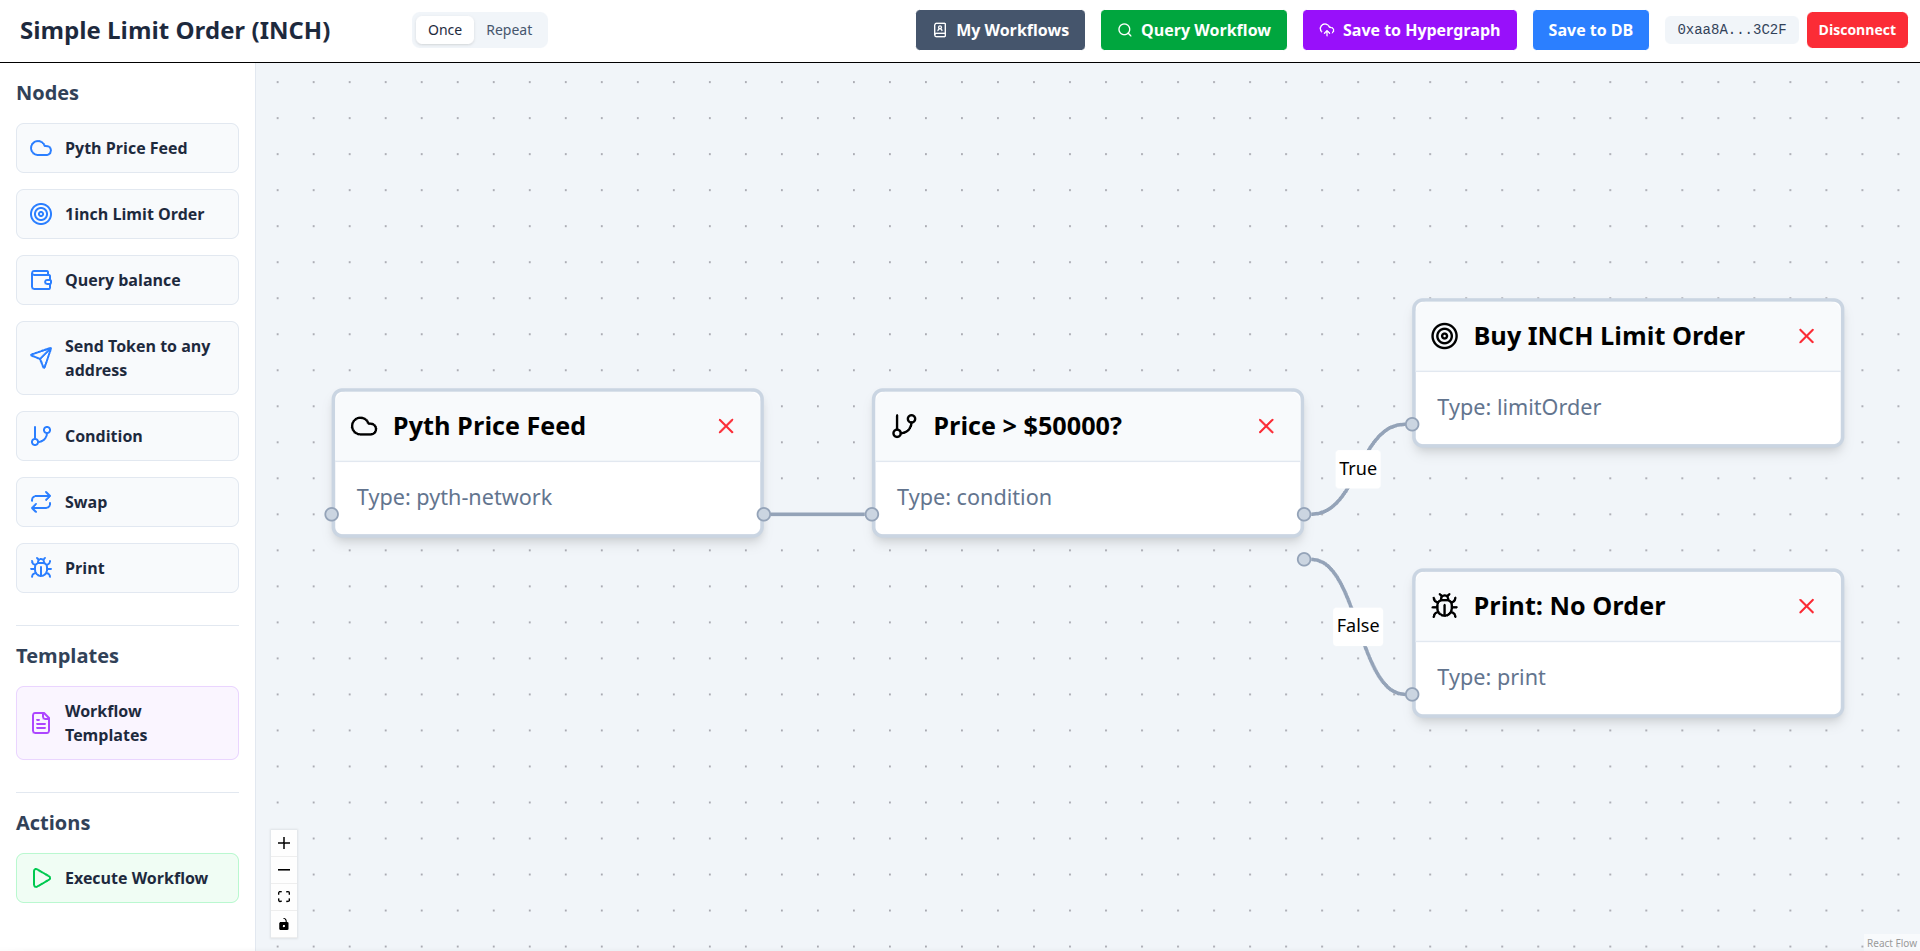 Simple Limit Order (INCH)
Once
Repeat
My Workflows
Query Workflow
Save to Hypergraph
Save to DB
0xaa8A...3C2F
Disconnect
Nodes
Pyth Price Feed
1inch Limit Order
Query balance
Send Token to any
address
Condition
Swap
Print
Templates
Workflow
Templates
Actions
Execute Workflow
Pyth Price Feed
Type: pyth-network
Price > $50000?
Type: condition
True
False
Buy INCH Limit Order
Type: limitOrder
Print: No Order
Type: print
React Flow